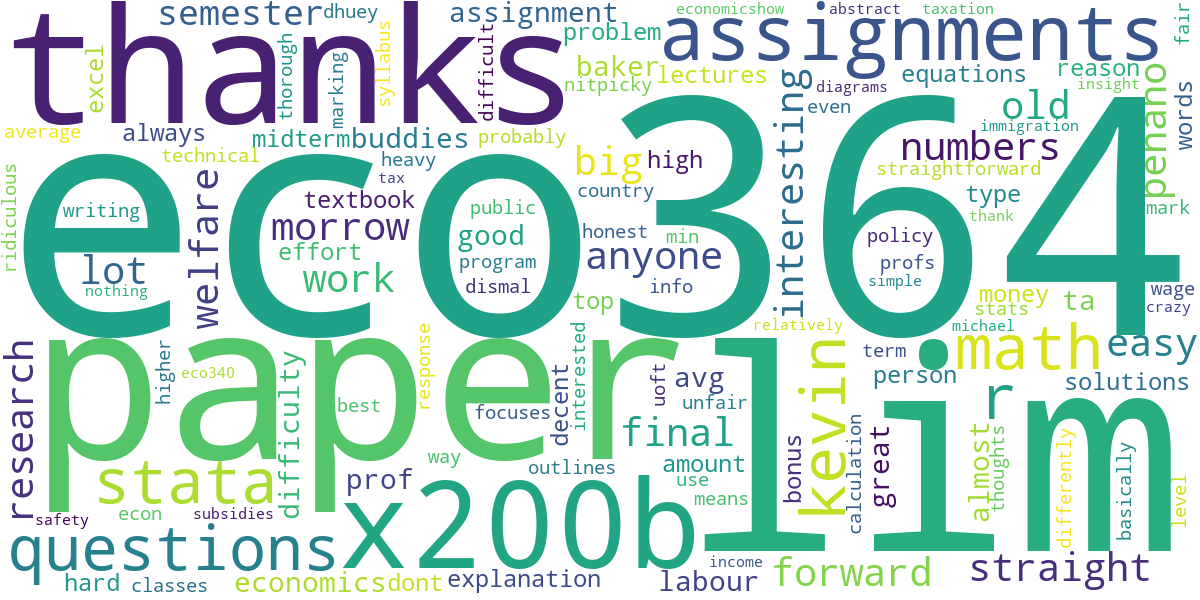 thanks
semester
dhuey
assignment
economicshow
abstract
taxation
fair
excel
thorough
marking
syllabus
difficult
problem
assignments
baker
nitpicky
lectures
equations
reason
insight
diagrams
even
old
penano
words
average
always
midterm
buddies
probably
immigration
technical
heavy
tax
big
high
interesting
numbers
straightforward
ridiculous
eco364
writing
welfare
textbook
morrow
public
good
country
type
thank
mark
lot
nothing
effort
work
program
dismal
honest
min
anyone
info
policy
profs
simple
money
stats
ta
wage
crazy
top
relatively
michael
paper
lim
research
higher
eco340
difficulty
best
response
interested
focuses
decent
uoft
avg
unfair
kevin
term
person
math
easy
solutions
r
final
stata
prof
way
outlines
amount
use
means
bonus
calculation
great
almost
thoughts
differently
basically
level
safety
econ
subsidies
x200b
questions
hard
classes
economics
dont
explanation
labour
income
forward
straight